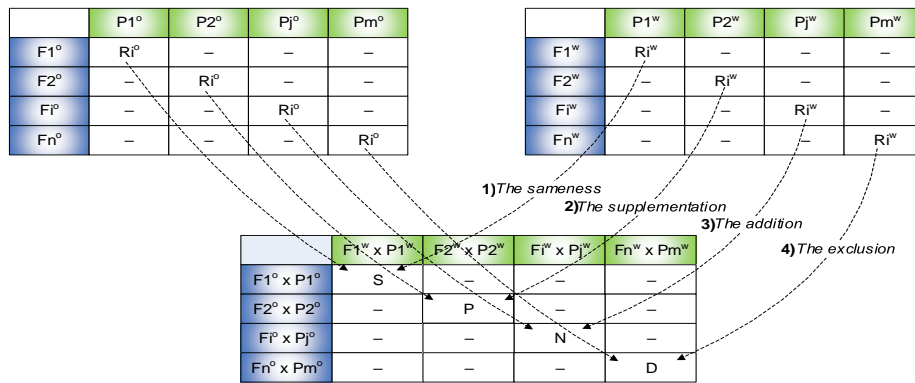 P1º P2º Pjº Pmº
F1º Riº – – –
F2º – Riº – –
Fiº – – Riº –
Fnº – – – Riº
P1ʷ P2ʷ Pjʷ Pmʷ
F1ʷ Riʷ – – –
F2ʷ – Riʷ – –
Fiʷ – – Riʷ –
Fnʷ – – – Riʷ
1)The sameness
2)The supplementation
3)The addition
4)The exclusion
F1ʷ x P1ʷ F2ʷ x P2ʷ Fiʷ x Pjʷ Fnʷ x Pmʷ
F1º x P1º S – – –
F2º x P2º – P – –
Fiº x Pjº – – N –
Fnº x Pmº – – – D